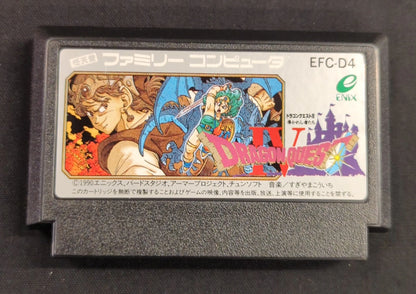 ファミリー コンピュータ
EFC-D4
ENIX
ドラゴンクエストIV
導かれし者たち
IV
DRAGON QUEST
©1990エニックス、バードスタジオ、アーマープロジェクト、チュンソフト 音楽/すぎやまこういち
このカートリッジを無断で複製することおよびゲームの映像、内容等を出版、放送、上演等に使用することを禁ずる。